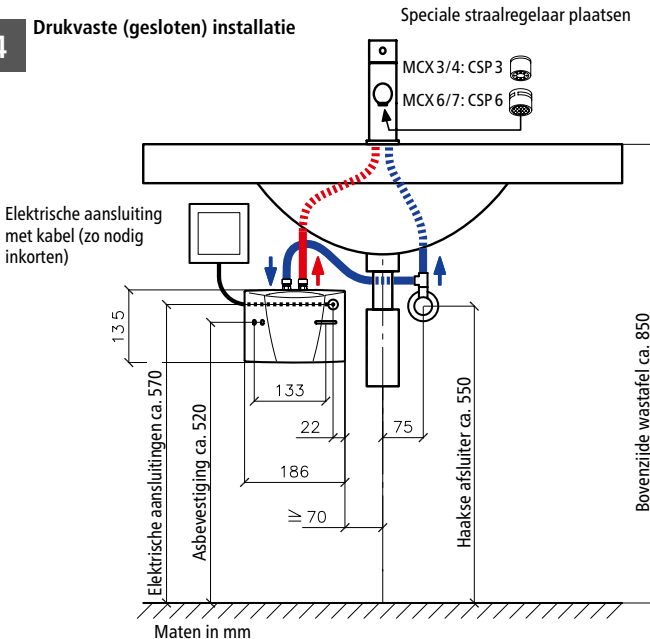 4
Drukvaste (gesloten) installatie
Speciale straalregelaar plaatsen
MCX 3/4: CSP 3
MCX 6/7: CSP 6
Elektrische aansluiting
met kabel (zo nodig
inkorten)
135
133
22
75
186
≥ 70
Elektrische aansluitingen ca. 570
Asbevestiging ca. 520
Haakse afsluiter ca. 550
Bovenzijde wastafel ca. 850
Maten in mm